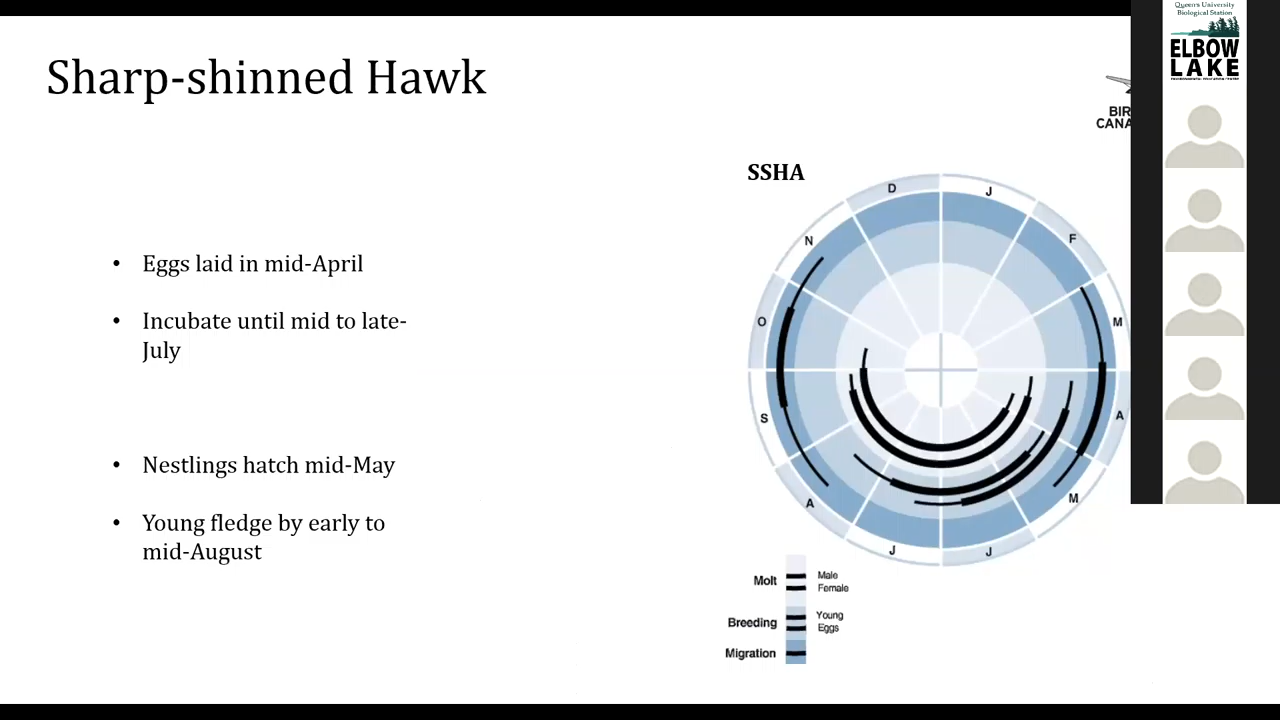 Queen's University
Biological Station
ELBOW
LAKE
Sharp-shinned Hawk
SSHA
D
J
N
F
O
M
S
A
A
M
J
J
• Eggs laid in mid-April
• Incubate until mid to late-
July
• Nestlings hatch mid-May
• Young fledge by early to
mid-August
Molt
Male
Female
Breeding
Young
Eggs
Migration